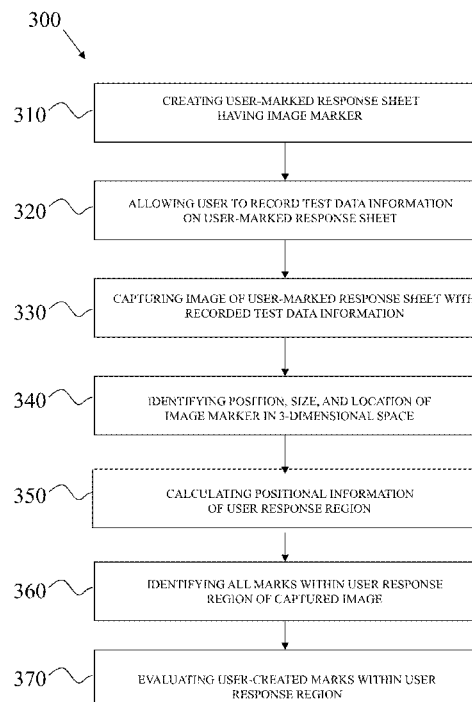 300
310
CREATING USER-MARKED RESPONSE SHEET
HAVING IMAGE MARKER
320
ALLOWING USER TO RECORD TEST DATA INFORMATION
ON USER-MARKED RESPONSE SHEET
330
CAPTURING IMAGE OF USER-MARKED RESPONSE SHEET WITH
RECORDED TEST DATA INFORMATION
340
IDENTIFYING POSITION, SIZE, AND LOCATION OF
IMAGE MARKER IN 3-DIMENSIONAL SPACE
350
CALCULATING POSITIONAL INFORMATION
OF USER RESPONSE REGION
360
IDENTIFYING ALL MARKS WITHIN USER RESPONSE
REGION OF CAPTURED IMAGE
370
EVALUATING USER-CREATED MARKS WITHIN USER
RESPONSE REGION